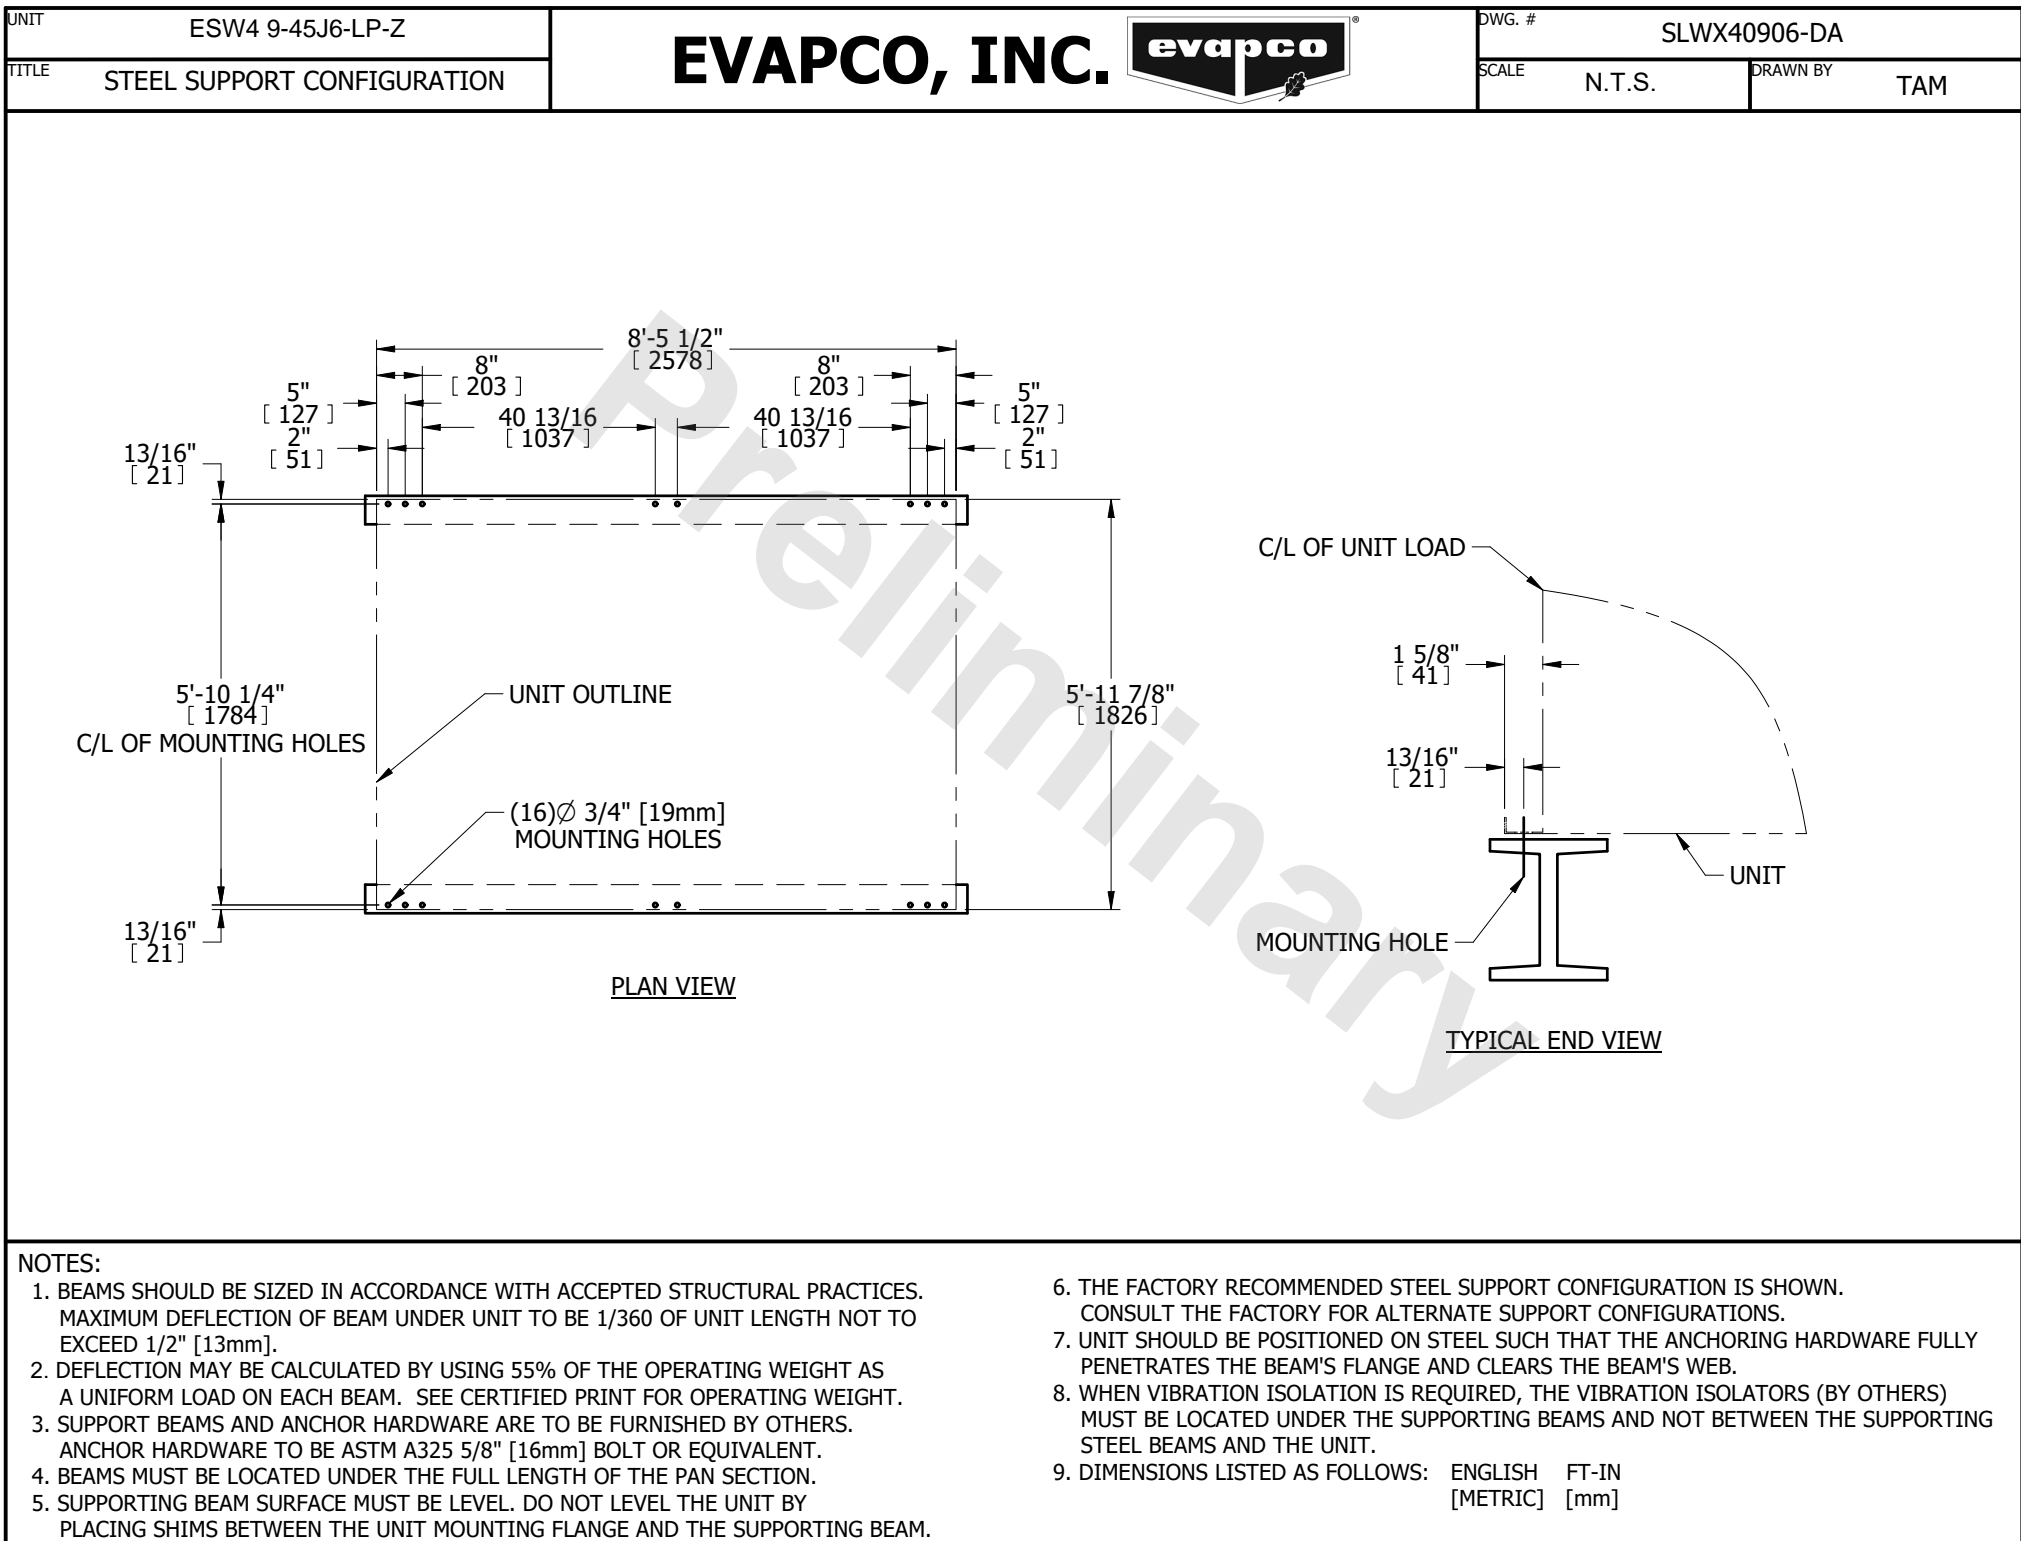 UNIT
ESW4 9-45J6-LP-Z
TITLE
STEEL SUPPORT CONFIGURATION
EVAPCO, INC.
evapco
®
DWG. #
SLWX40906-DA
SCALE
N.T.S.
DRAWN BY
TAM
8'-5 1/2"
[ 2578 ]
8"
[ 203 ]
8"
[ 203 ]
5"
[ 127 ]
5"
[ 127 ]
40 13/16
[ 1037 ]
40 13/16
[ 1037 ]
2"
[ 51 ]
2"
[ 51 ]
13/16"
[ 21 ]
5'-10 1/4"
[ 1784 ]
C/L OF MOUNTING HOLES
UNIT OUTLINE
5'-11 7/8"
[ 1826 ]
(16)Ø 3/4" [19mm]
MOUNTING HOLES
13/16"
[ 21 ]
PLAN VIEW
Preliminary
C/L OF UNIT LOAD
1 5/8"
[ 41 ]
13/16"
[ 21 ]
UNIT
MOUNTING HOLE
TYPICAL END VIEW
NOTES:
1. BEAMS SHOULD BE SIZED IN ACCORDANCE WITH ACCEPTED STRUCTURAL PRACTICES.
MAXIMUM DEFLECTION OF BEAM UNDER UNIT TO BE 1/360 OF UNIT LENGTH NOT TO
EXCEED 1/2" [13mm].
2. DEFLECTION MAY BE CALCULATED BY USING 55% OF THE OPERATING WEIGHT AS
A UNIFORM LOAD ON EACH BEAM. SEE CERTIFIED PRINT FOR OPERATING WEIGHT.
3. SUPPORT BEAMS AND ANCHOR HARDWARE ARE TO BE FURNISHED BY OTHERS.
ANCHOR HARDWARE TO BE ASTM A325 5/8" [16mm] BOLT OR EQUIVALENT.
4. BEAMS MUST BE LOCATED UNDER THE FULL LENGTH OF THE PAN SECTION.
5. SUPPORTING BEAM SURFACE MUST BE LEVEL. DO NOT LEVEL THE UNIT BY
PLACING SHIMS BETWEEN THE UNIT MOUNTING FLANGE AND THE SUPPORTING BEAM.
6. THE FACTORY RECOMMENDED STEEL SUPPORT CONFIGURATION IS SHOWN.
CONSULT THE FACTORY FOR ALTERNATE SUPPORT CONFIGURATIONS.
7. UNIT SHOULD BE POSITIONED ON STEEL SUCH THAT THE ANCHORING HARDWARE FULLY
PENETRATES THE BEAM'S FLANGE AND CLEARS THE BEAM'S WEB.
8. WHEN VIBRATION ISOLATION IS REQUIRED, THE VIBRATION ISOLATORS (BY OTHERS)
MUST BE LOCATED UNDER THE SUPPORTING BEAMS AND NOT BETWEEN THE SUPPORTING
STEEL BEAMS AND THE UNIT.
9. DIMENSIONS LISTED AS FOLLOWS: ENGLISH FT-IN
[METRIC] [mm]